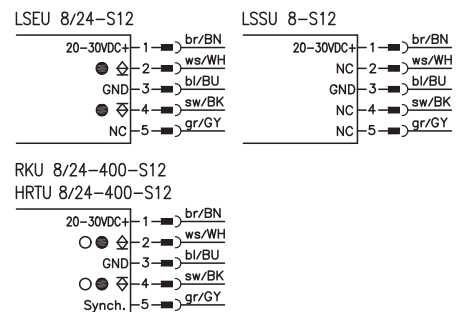 LSEU 8/24-S12
20-30VDC+ 1 br/BN
2 ws/WH
GND 3 bl/BU
4 sw/BK
NC 5 gr/GY
LSSU 8-S12
20-30VDC+ 1 br/BN
NC 2 ws/WH
GND 3 bl/BU
NC 4 sw/BK
NC 5 gr/GY
RKU 8/24-400-S12
HRTU 8/24-400-S12
20-30VDC+ 1 br/BN
2 ws/WH
GND 3 bl/BU
4 sw/BK
Synch. 5 gr/GY